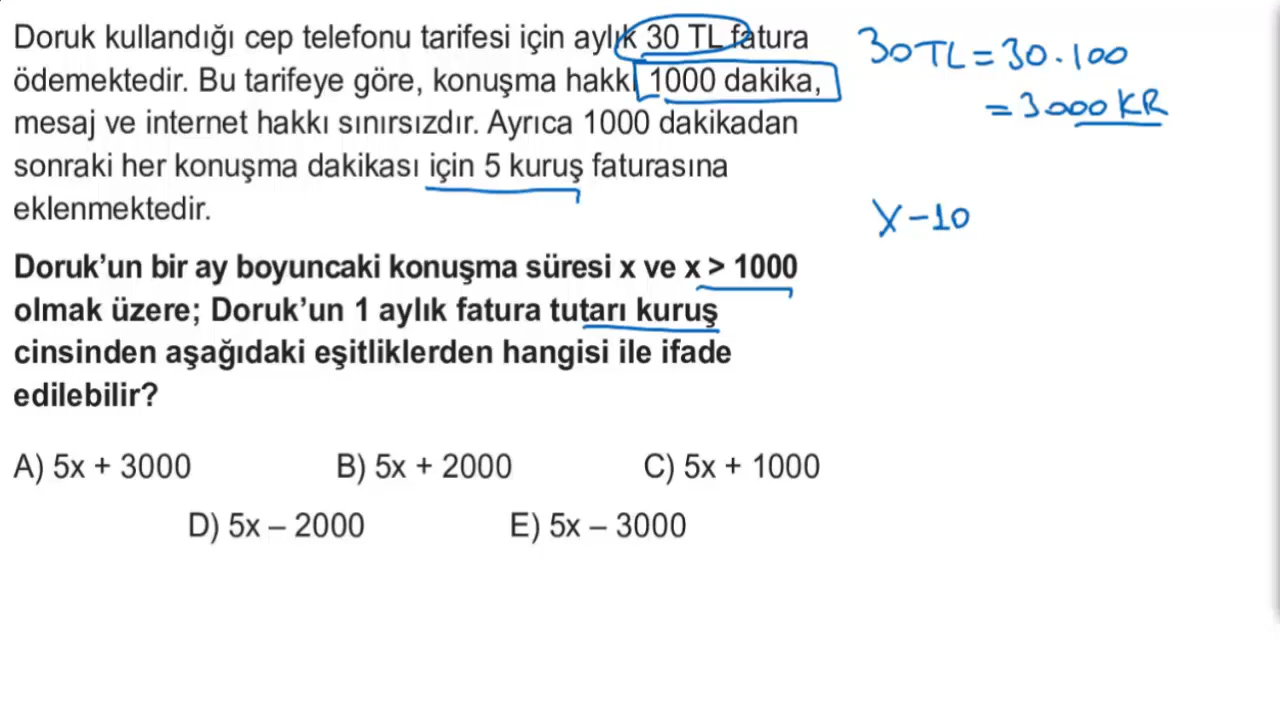 Doruk kullandığı cep telefonu tarifesi için aylık 30 TL fatura
ödemektedir. Bu tarifeye göre, konuşma hakkı 1000 dakika,
mesaj ve internet hakkı sınırsızdır. Ayrıca 1000 dakikadan
sonraki her konuşma dakikası için 5 kuruş faturasına
eklenmektedir.
Doruk'un bir ay boyuncaki konuşma süresi x ve x > 1000
olmak üzere; Doruk'un 1 aylık fatura tutarı kuruş
cinsinden aşağıdaki eşitliklerden hangisi ile ifade
edilebilir?
A) 5x + 3000 B) 5x + 2000 C) 5x + 1000
D) 5x – 2000 E) 5x – 3000
30 TL = 30.100
= 3000 KR
X - 10